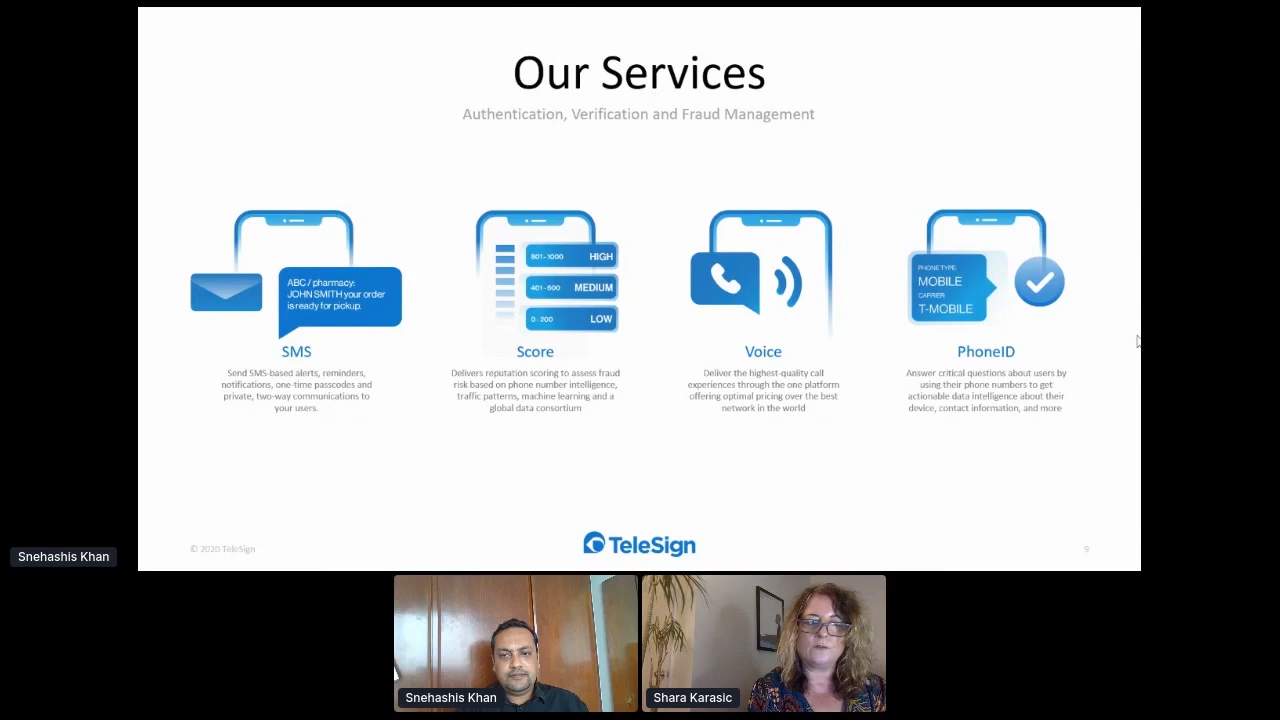 Our Services
Authentication, Verification and Fraud Management
ABC / pharmacy:
JOHN SMITH your order
is ready for pickup.
SMS
Send SMS-based alerts, reminders,
notifications, one-time passcodes and
private, two-way communications to
your users.
801-1000 HIGH
401-600 MEDIUM
0-200 LOW
Score
Delivers reputation scoring to assess fraud
risk based on phone number intelligence,
traffic patterns, machine learning and a
global data consortium
Voice
Deliver the highest-quality call
experiences through the one platform
offering optimal pricing over the best
network in the world
PHONE TYPE:
MOBILE
CARRIER
T-MOBILE
PhoneID
Answer critical questions about users by
using their phone numbers to get
actionable data intelligence about their
device, contact information, and more
© 2020 TeleSign
TeleSign
9
Snehashis Khan
Snehashis Khan
Shara Karasic